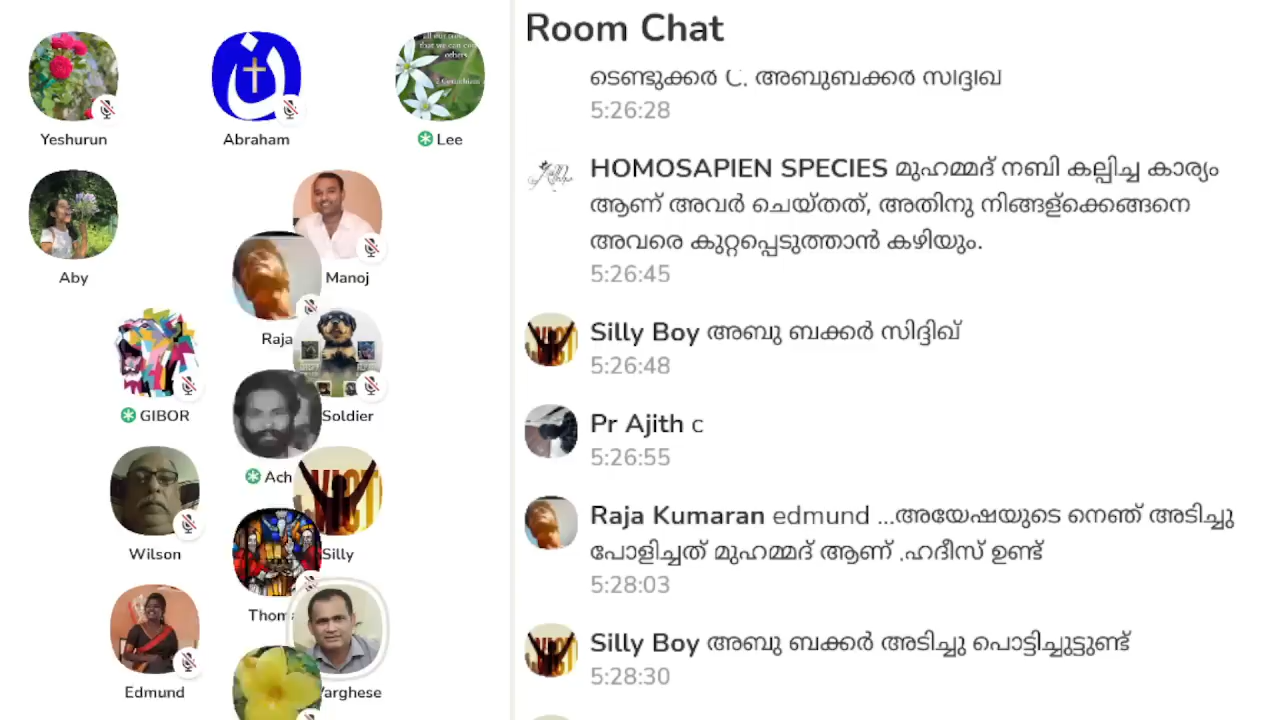 Room Chat
ടെണ്ടുക്കർ C. അബുബക്കർ സിദ്ദിഖ്
5:26:28
HOMOSAPIEN SPECIES മുഹമ്മദ് നബി കല്പിച്ച കാര്യം
ആണ് അവർ ചെയ്തത്, അതിനു നിങ്ങള്ക്കെങ്ങനെ
അവരെ കുറ്റപ്പെടുത്താൻ കഴിയും.
5:26:45
Silly Boy അബു ബക്കർ സിദ്ദിഖ്
5:26:48
Pr Ajith c
5:26:55
Raja Kumaran edmund ...അയേഷയുടെ നെഞ് അടിച്ചു
പോളിച്ചത് മുഹമ്മദ് ആണ് .ഹദീസ് ഉണ്ട്
5:28:03
Silly Boy അബു ബക്കർ അടിച്ചു പൊട്ടിച്ചുട്ടുണ്ട്
5:28:30
Yeshurun
Abraham
Lee
Aby
Manoj
Raja
GIBOR
Soldier
Ach
Wilson
Silly
Thom
Edmund
Varghese